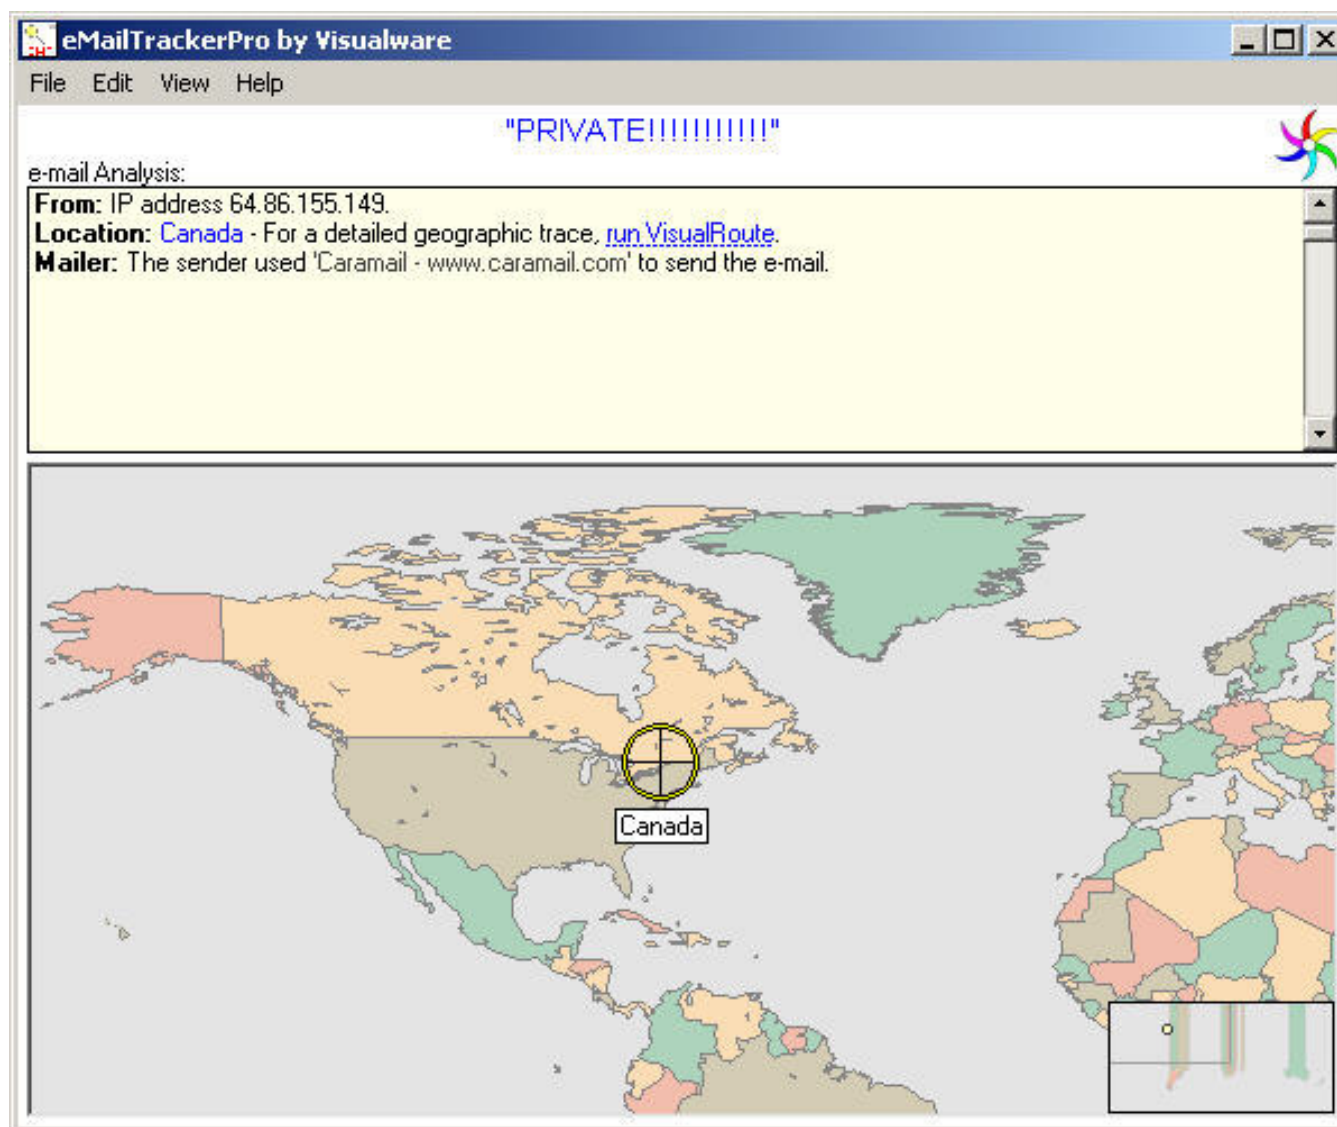 eMailTrackerPro by Visualware
File Edit View Help
"PRIVATE!!!!!!!!!!!"
e-mail Analysis:
From: IP address 64.86.155.149.
Location: Canada - For a detailed geographic trace, run VisualRoute.
Mailer: The sender used 'Caramail - www.caramail.com' to send the e-mail.
Canada